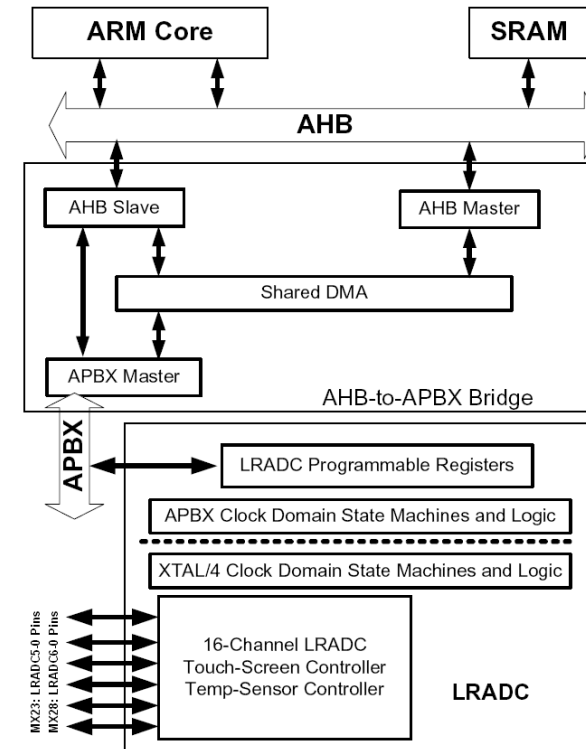 ARM Core
SRAM
AHB
AHB Slave
AHB Master
Shared DMA
APBX Master
AHB-to-APBX Bridge
APBX
LRADC Programmable Registers
APBX Clock Domain State Machines and Logic
XTAL/4 Clock Domain State Machines and Logic
MX23: LRADC5-0 Pins
MX28: LRADC6-0 Pins
16-Channel LRADC
Touch-Screen Controller
Temp-Sensor Controller
LRADC